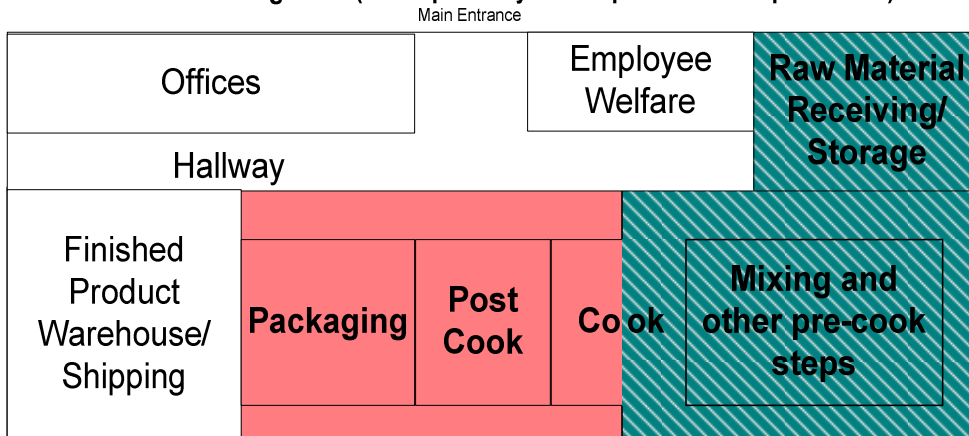 Main Entrance
Offices
Employee
Welfare
Raw Material
Receiving/
Storage
Hallway
Finished
Product
Warehouse/
Shipping
Packaging
Post
Cook
Cook
Mixing and
other pre-cook
steps